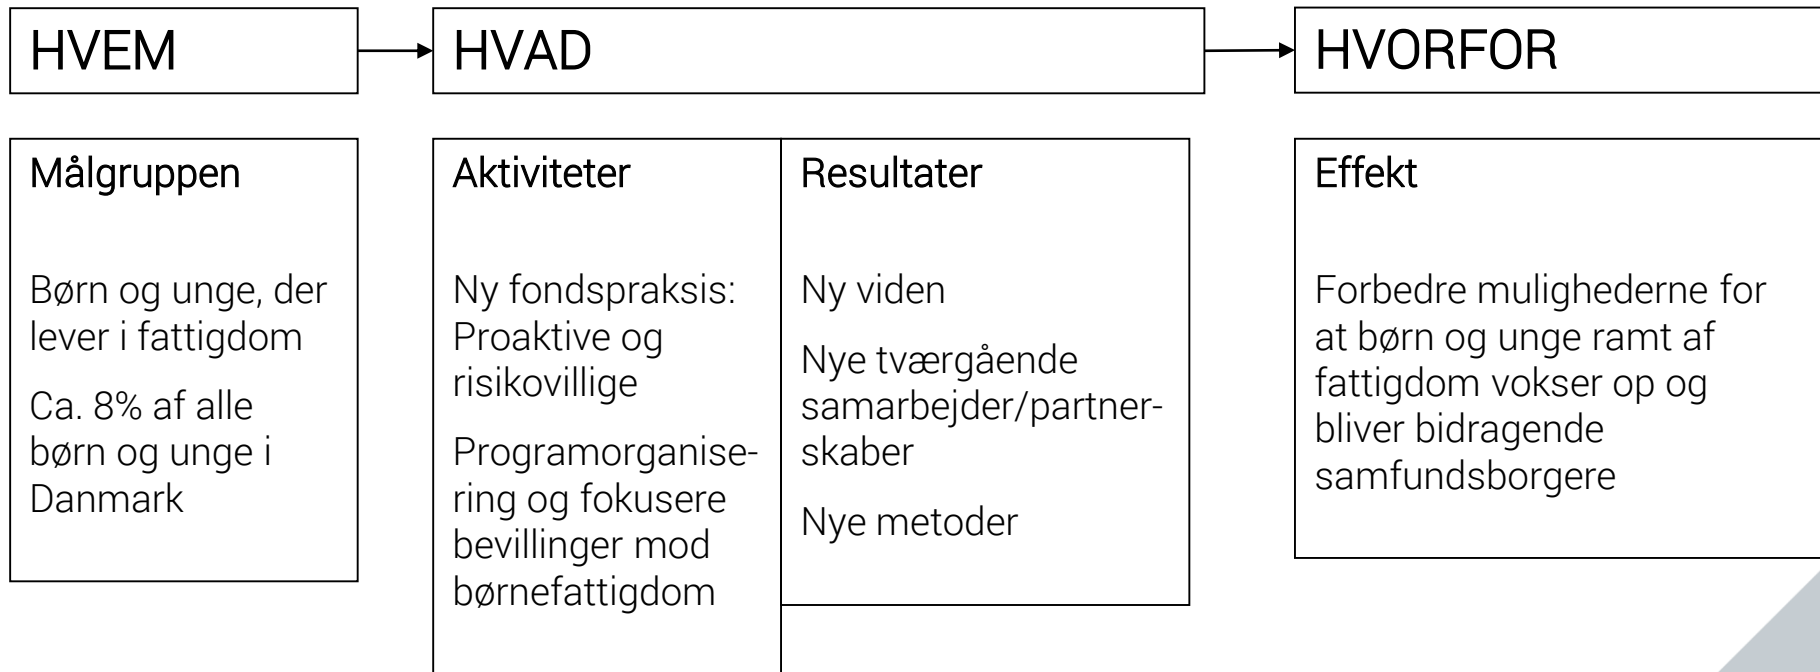 HVEM
HVAD
HVORFOR
Målgruppen
Børn og unge, der
lever i fattigdom
Ca. 8% af alle
børn og unge i
Danmark
Aktiviteter
Ny fondspraksis:
Proaktive og
risikovillige
Programorganise-
ring og fokusere
bevillinger mod
børnefattigdom
Resultater
Ny viden
Nye tværgående
samarbejder/partner-
skaber
Nye metoder
Effekt
Forbedre mulighederne for
at børn og unge ramt af
fattigdom vokser op og
bliver bidragende
samfundsborgere